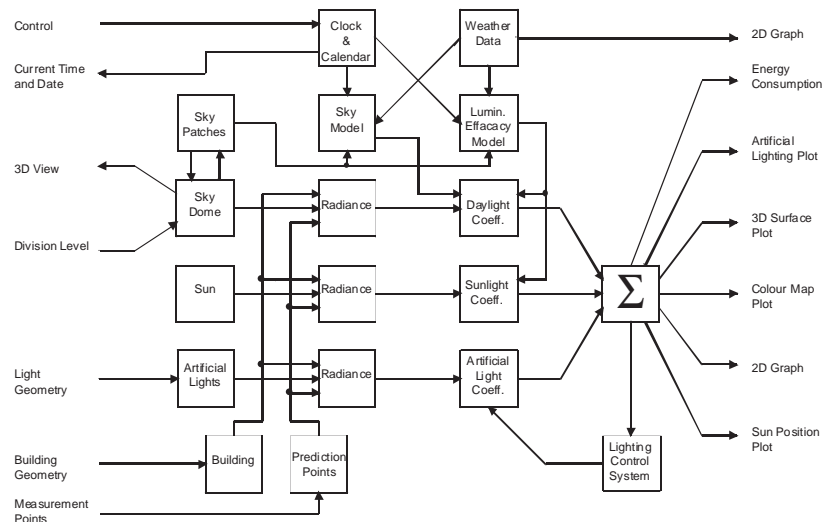 Control
Current Time
and Date
3D View
Division Level
Light
Geometry
Building
Geometry
Measurement
Points
Clock
&
Calendar
Weather
Data
Sky
Patches
Sky
Model
Lumin.
Effacacy
Model
Sky
Dome
Radiance
Daylight
Coeff.
Sun
Radiance
Sunlight
Coeff.
Σ
Artificial
Lights
Radiance
Artificial
Light
Coeff.
Building
Prediction
Points
Lighting
Control
System
2D Graph
Energy
Consumption
Artificial
Lighting Plot
3D Surface
Plot
Colour Map
Plot
2D Graph
Sun Position
Plot